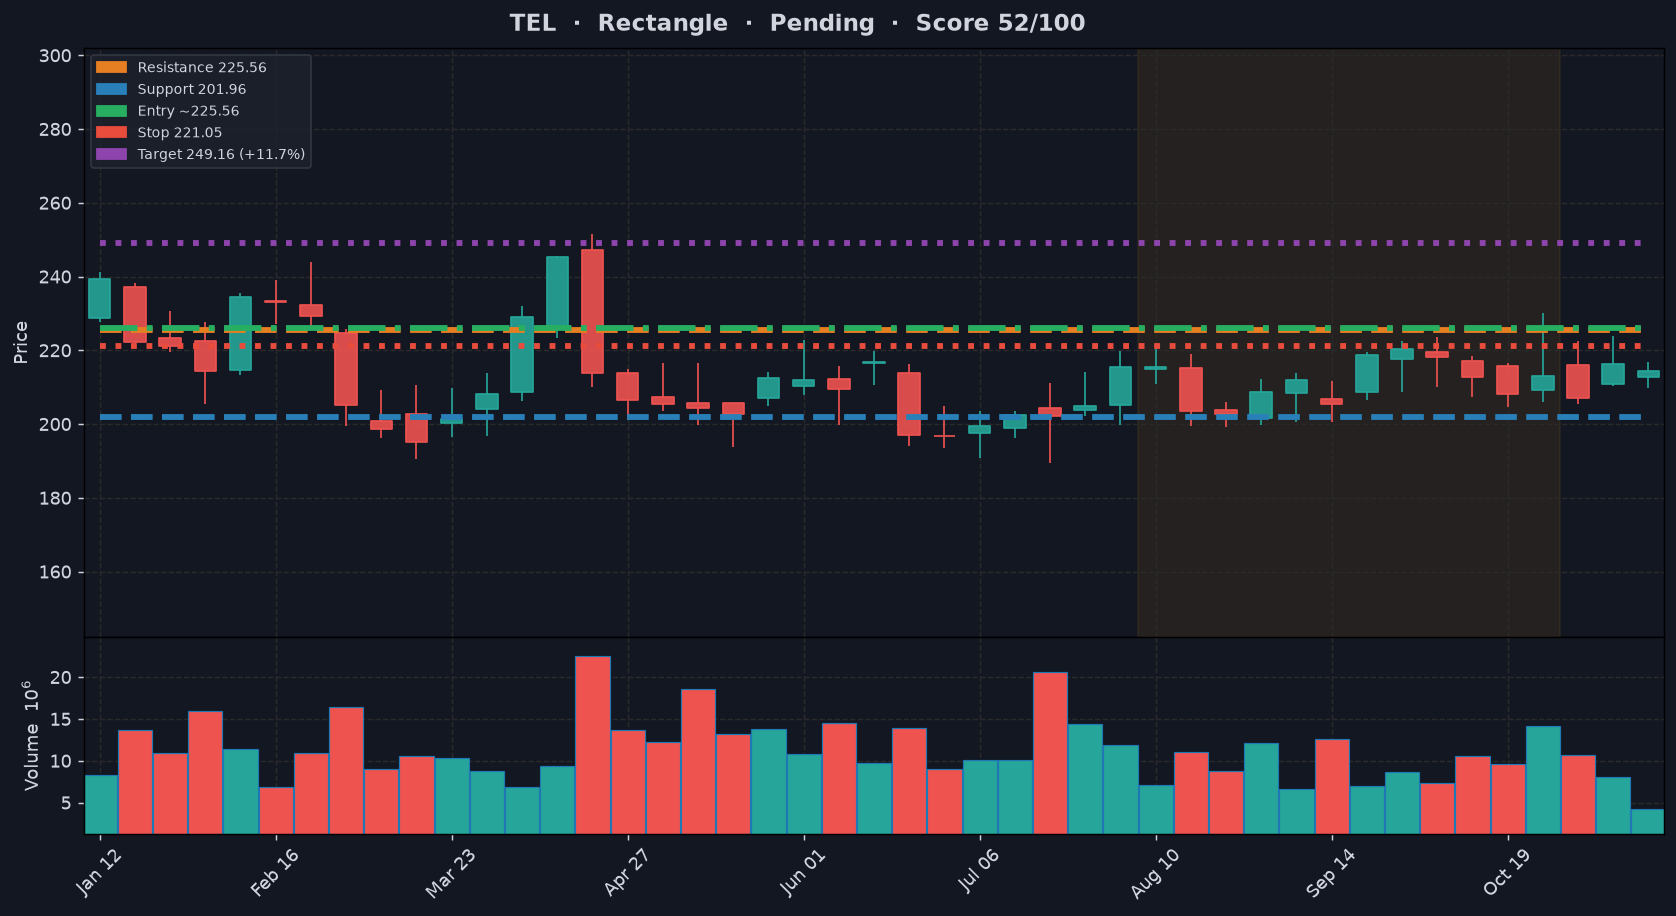 TEL · Rectangle · Pending · Score 52/100
Resistance 225.56
Support 201.96
Entry ~225.56
Stop 221.05
Target 249.16 (+11.7%)
Price
300
280
260
240
220
200
180
160
Volume 10⁶
20
15
10
5
Jan 12
Feb 16
Mar 23
Apr 27
Jun 01
Jul 06
Aug 10
Sep 14
Oct 19